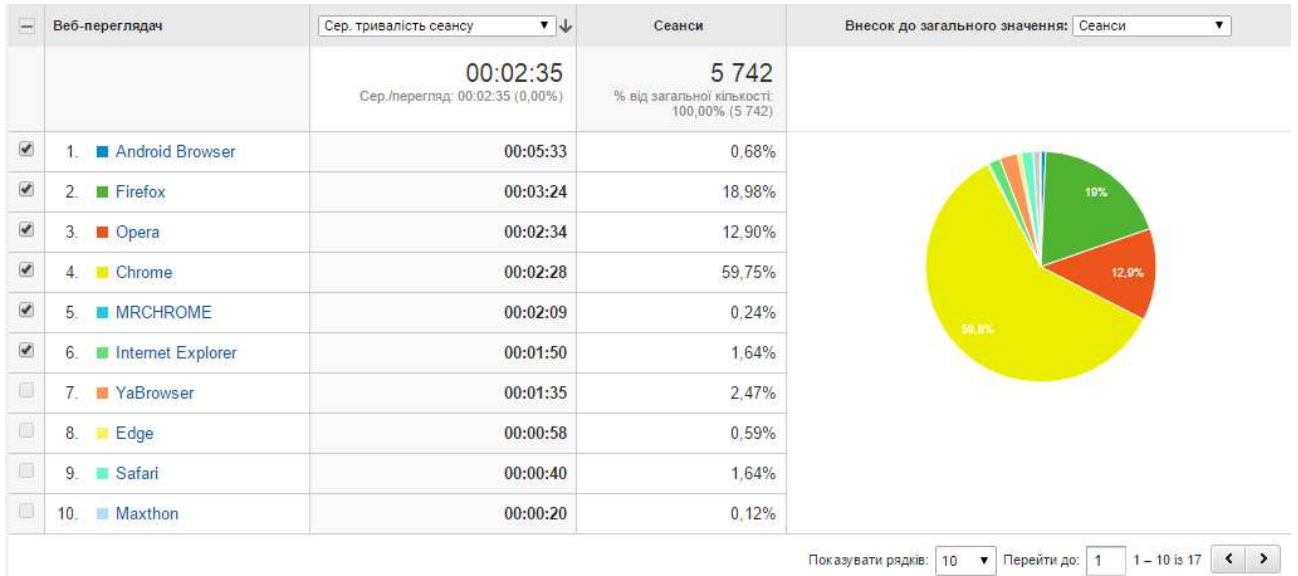 Веб-переглядач Сер. тривалість сеансу Сеанси Внесок до загального значення: Сеанси
00:02:35 5 742
Сер./перегляд: 00:02:35 (0,00%) % від загальної кількості:
100,00% (5 742)
1. Android Browser 00:05:33 0,68%
2. Firefox 00:03:24 18,98%
3. Opera 00:02:34 12,90%
4. Chrome 00:02:28 59,75%
5. MRCHROME 00:02:09 0,24%
6. Internet Explorer 00:01:50 1,64%
7. YaBrowser 00:01:35 2,47%
8. Edge 00:00:58 0,59%
9. Safari 00:00:40 1,64%
10. Maxthon 00:00:20 0,12%
19%
12,9%
59,8%
Показувати рядків: 10 Перейти до: 1 1 – 10 із 17